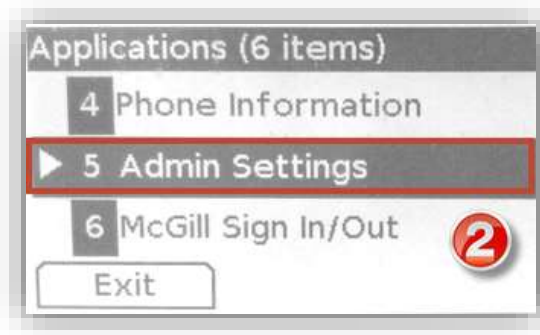 Applications (6 items)
4 Phone Information
5 Admin Settings
6 McGill Sign In/Out
2
Exit